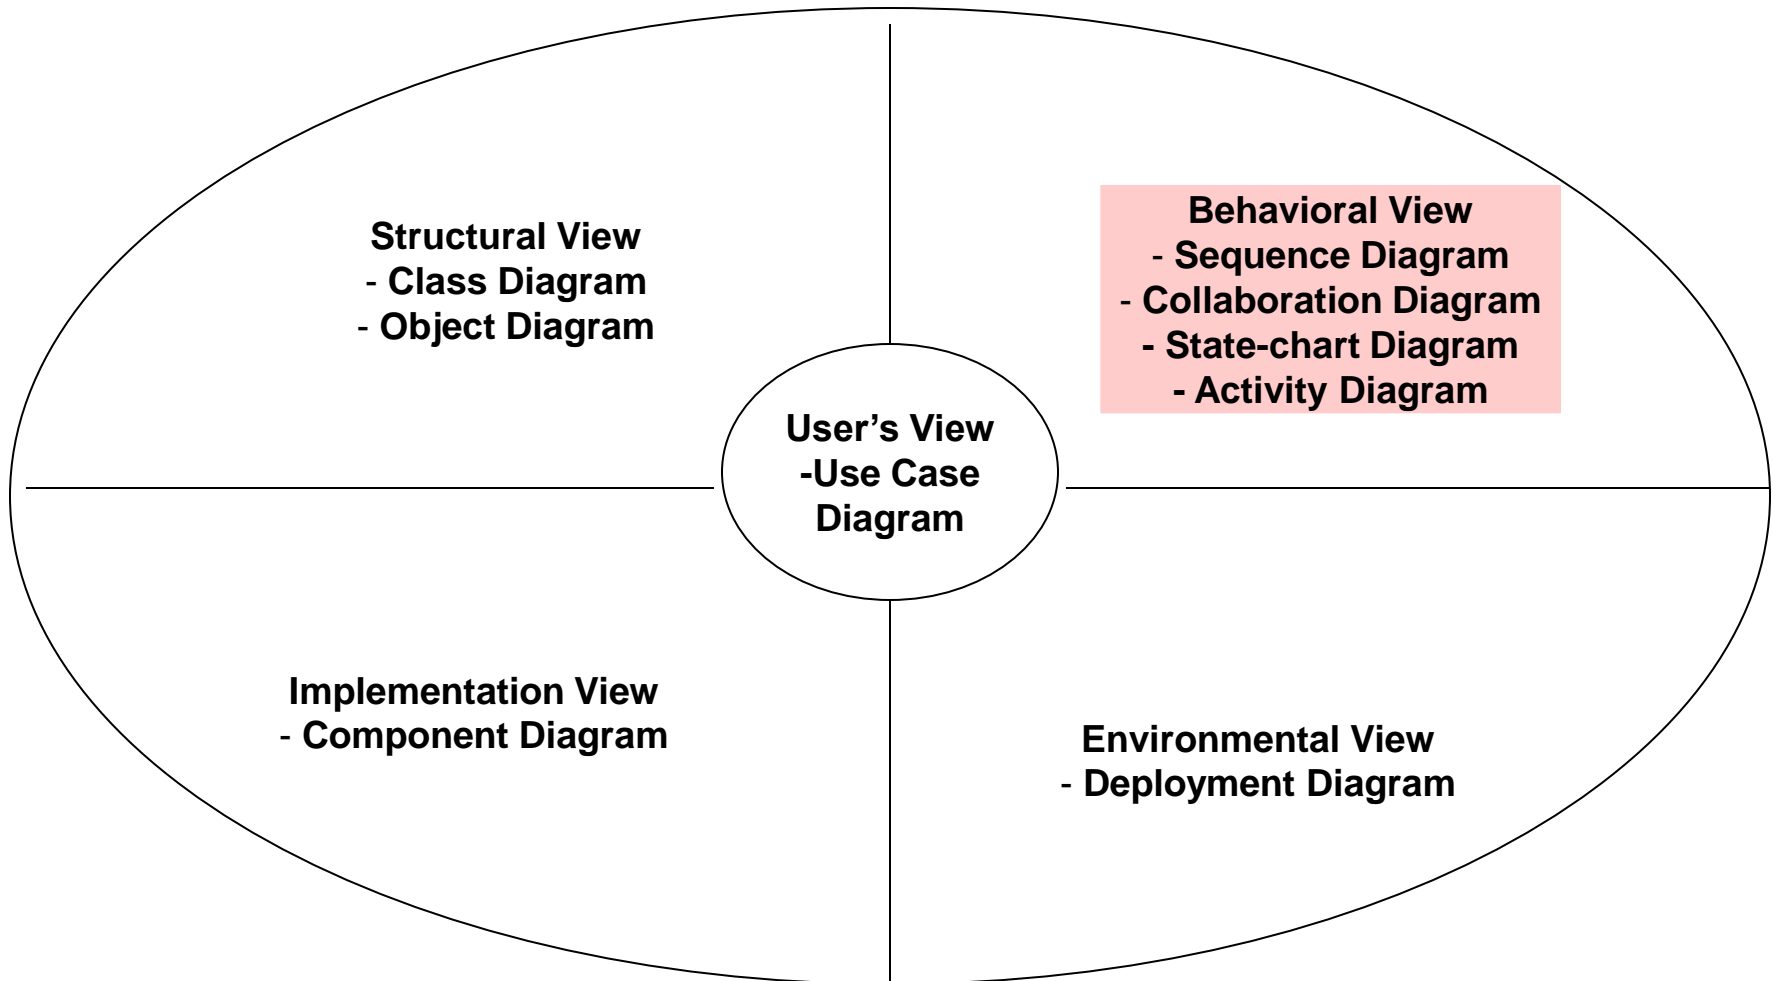 Structural View
- Class Diagram
- Object Diagram
Behavioral View
- Sequence Diagram
- Collaboration Diagram
- State-chart Diagram
- Activity Diagram
User’s View
-Use Case
Diagram
Implementation View
- Component Diagram
Environmental View
- Deployment Diagram